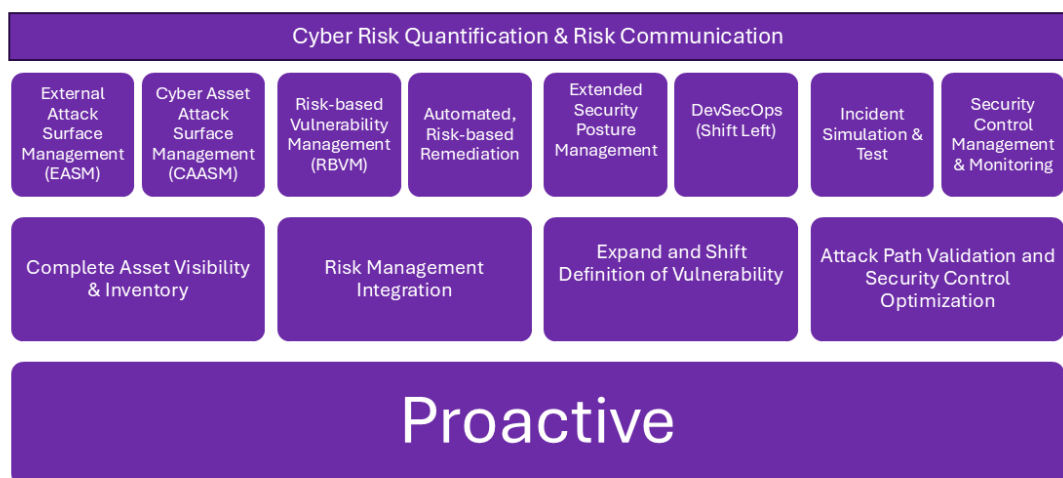 Cyber Risk Quantification & Risk Communication
External
Attack
Surface
Management
(EASM)
Cyber Asset
Attack
Surface
Management
(CAASM)
Risk-based
Vulnerability
Management
(RBVM)
Automated,
Risk-based
Remediation
Extended
Security
Posture
Management
DevSecOps
(Shift Left)
Incident
Simulation &
Test
Security
Control
Management
& Monitoring
Complete Asset Visibility
& Inventory
Risk Management
Integration
Expand and Shift
Definition of Vulnerability
Attack Path Validation and
Security Control
Optimization
Proactive